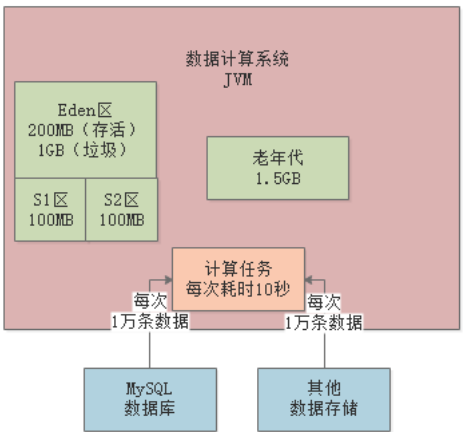 数据计算系统
JVM
Eden区
200MB（存活）
1GB（垃圾）
老年代
1.5GB
S1区
100MB
S2区
100MB
计算任务
每次耗时10秒
每次
1万条数据
每次
1万条数据
MySQL
数据库
其他
数据存储